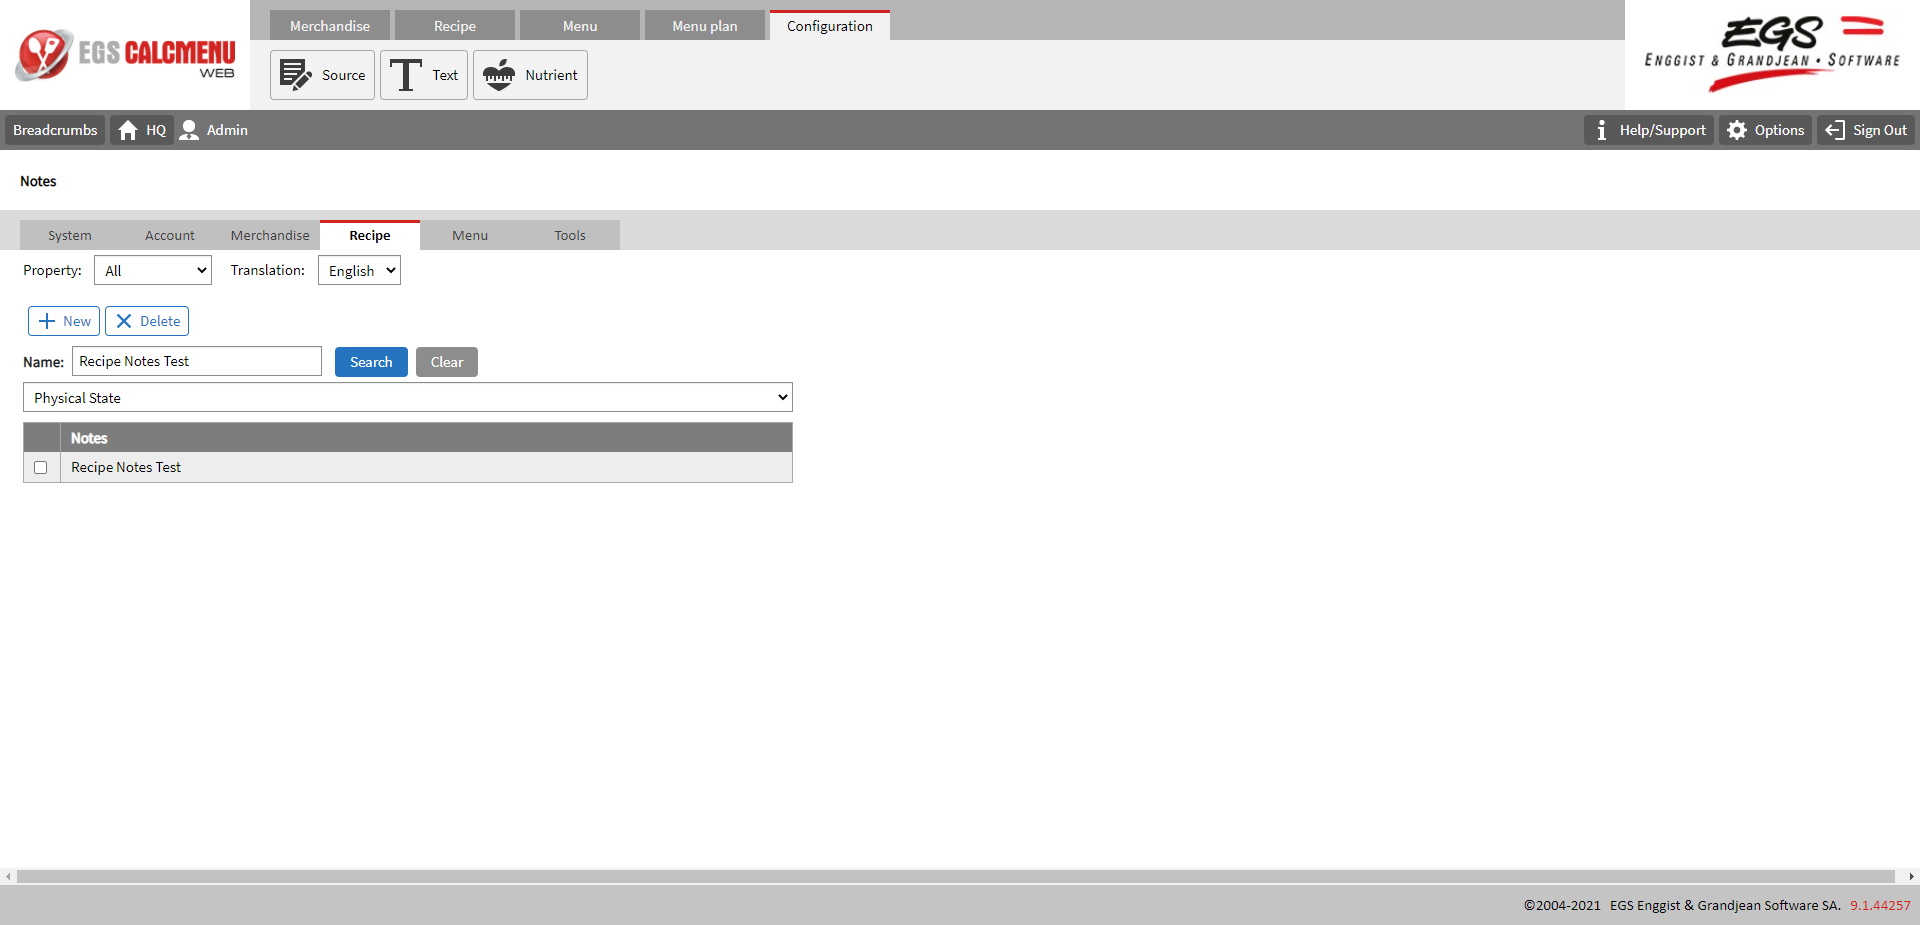 EGS CALCMENU
WEB
Merchandise Recipe Menu Menu plan Configuration
Source Text Nutrient
EGS
ENGGIST & GRANDJEAN • SOFTWARE
Breadcrumbs HQ Admin Help/Support Options Sign Out
Notes
System Account Merchandise Recipe Menu Tools
Property: All Translation: English
New Delete
Name: Recipe Notes Test Search Clear
Physical State
Notes
Recipe Notes Test
©2004-2021 EGS Enggist & Grandjean Software SA. 9.1.44257